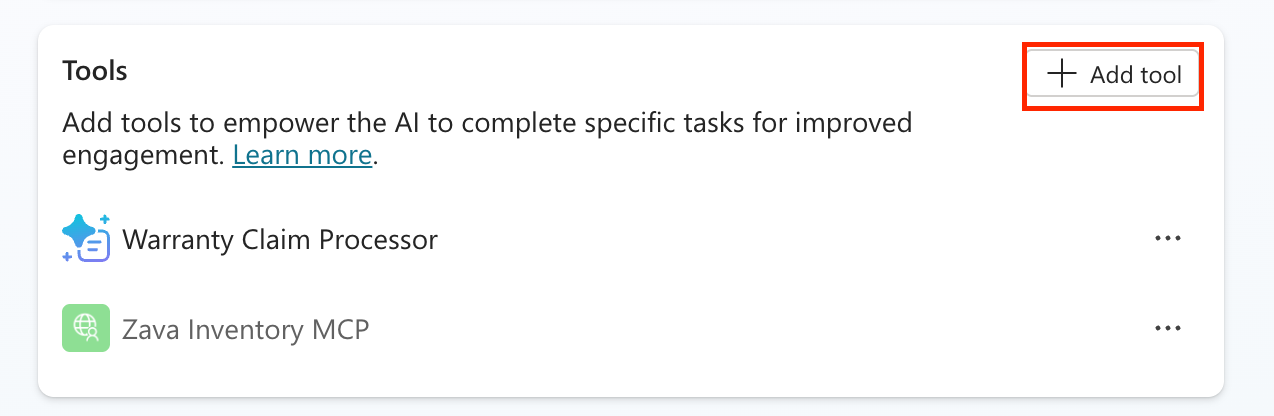 Tools
Add tool
Add tools to empower the AI to complete specific tasks for improved
engagement. Learn more.
Warranty Claim Processor
Zava Inventory MCP